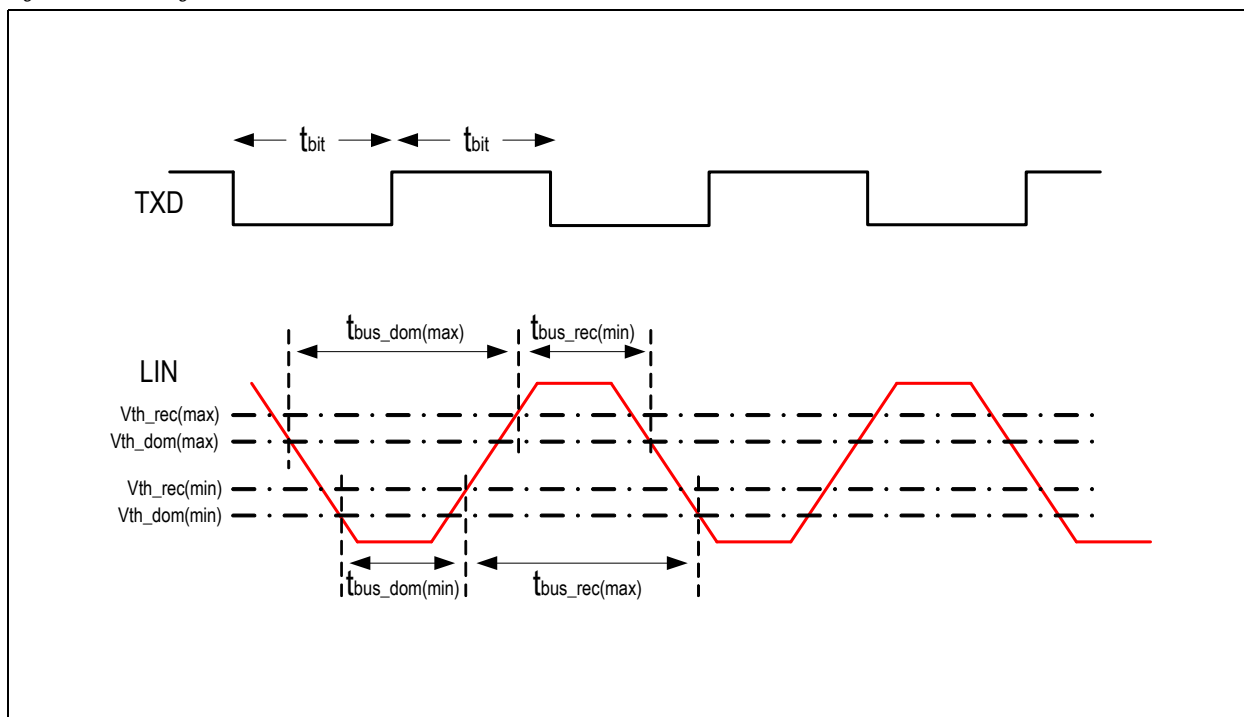 tbit tbit
TXD
tbus_dom(max) tbus_rec(min)
LIN
Vth_rec(max)
Vth_dom(max)
Vth_rec(min)
Vth_dom(min)
tbus_dom(min) tbus_rec(max)